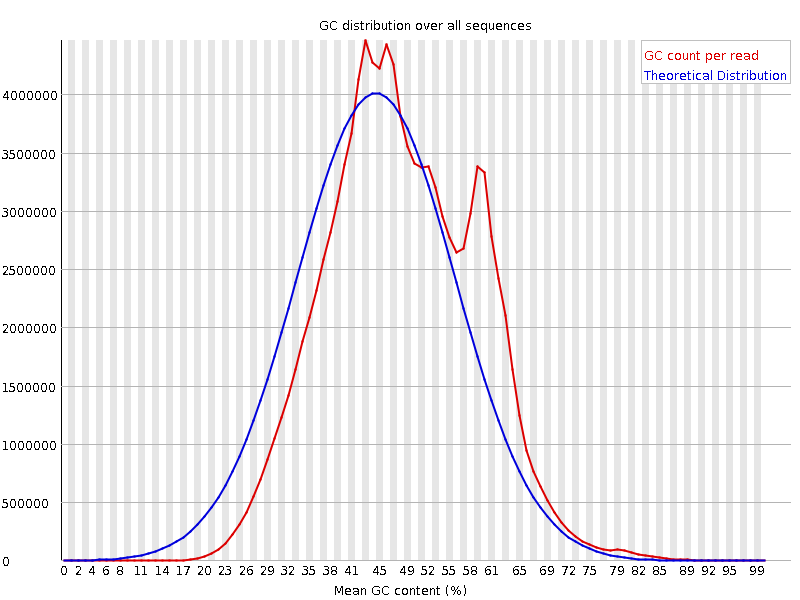 GC distribution over all sequences
GC count per read
Theoretical Distribution
4000000
3500000
3000000
2500000
2000000
1500000
1000000
500000
0
0 2 4 6 8 11 14 17 20 23 26 29 32 35 38 41 45 49 52 55 58 61 65 69 72 75 79 82 85 89 92 95 99
Mean GC content (%)